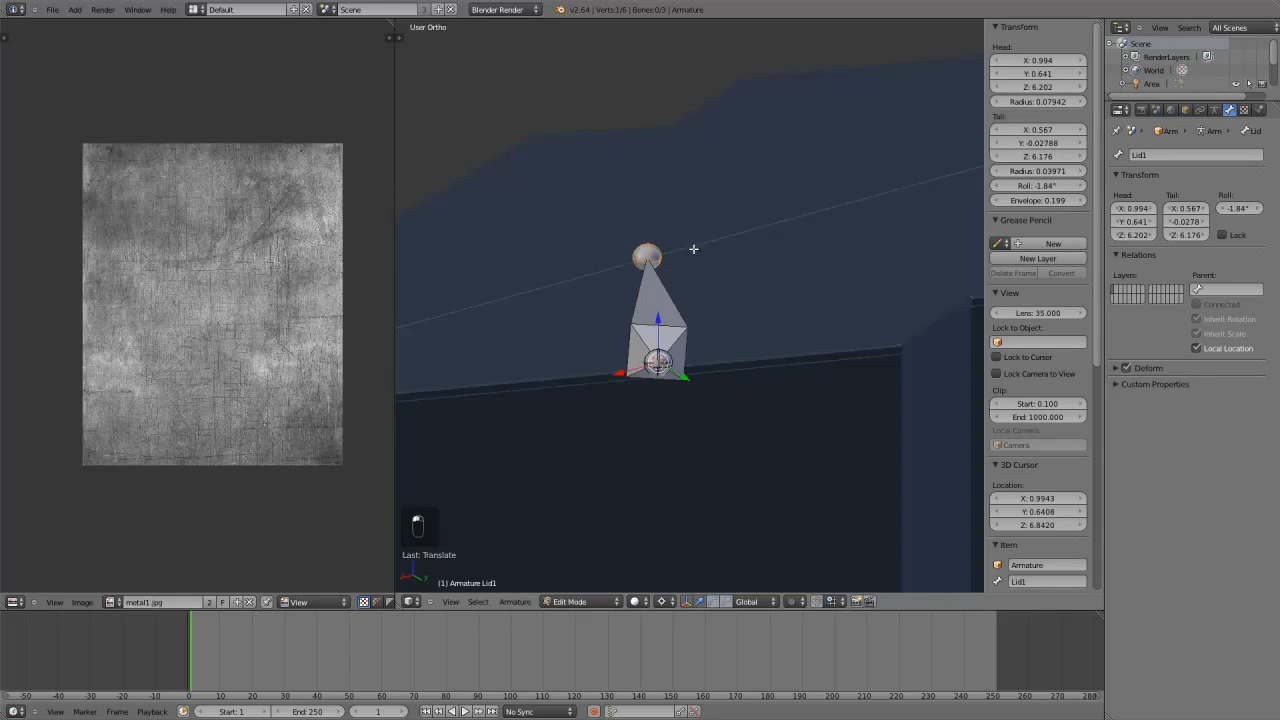 File Add Render Window Help Default Scene 3 Blender Render v2.64 | Verts:1/6 | Bones:0/3 | Armature
User Ortho
Transform
Head:
X: 0.994
Y: 0.641
Z: 6.202
Radius: 0.07942
Tail:
X: 0.567
Y: -0.02788
Z: 6.176
Radius: 0.03971
Roll: -1.84°
Envelope: 0.199
Grease Pencil
New
New Layer
Delete Frame Convert
View
Lens: 35.000
Lock to Object:
Lock to Cursor
Lock Camera to View
Clip:
Start: 0.100
End: 1000.000
Local Camera:
Camera
3D Cursor
Location:
X: 0.9943
Y: 0.6408
Z: 6.8420
Item
Armature
Lid1
View Search All Scenes
Scene
RenderLayers
World
Area
Arm Arm Lid
Lid1
Transform
Head: Tail: Roll:
X: 0.994 X: 0.567 -1.84°
Y: 0.641 Y: -0.0278 Lock
Z: 6.202 Z: 6.176
Relations
Layers: Parent:
Connected
Inherit Rotation
Inherit Scale
Local Location
Deform
Custom Properties
Last: Translate
(1) Armature Lid1
View Image metal1.jpg 2 F View
View Select Armature Edit Mode Global
-50 -40 -30 -20 -10 0 10 20 30 40 50 60 70 80 90 100 110 120 130 140 150 160 170 180 190 200 210 220 230 240 250 260 270 280
View Marker Frame Playback Start: 1 End: 250 1 No Sync